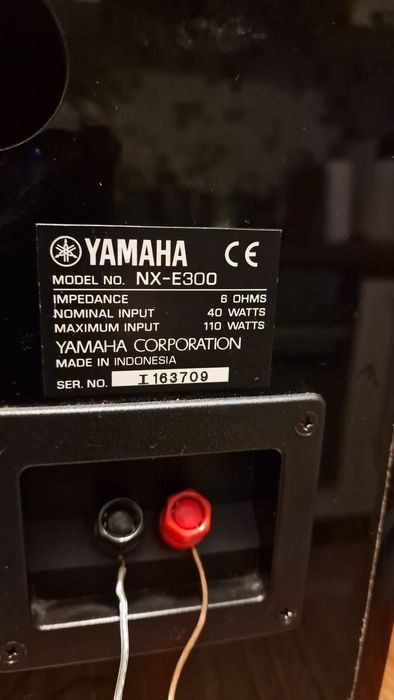 YAMAHA CE
MODEL NO. NX-E300
IMPEDANCE 6 OHMS
NOMINAL INPUT 40 WATTS
MAXIMUM INPUT 110 WATTS
YAMAHA CORPORATION
MADE IN INDONESIA
SER. NO. I163709